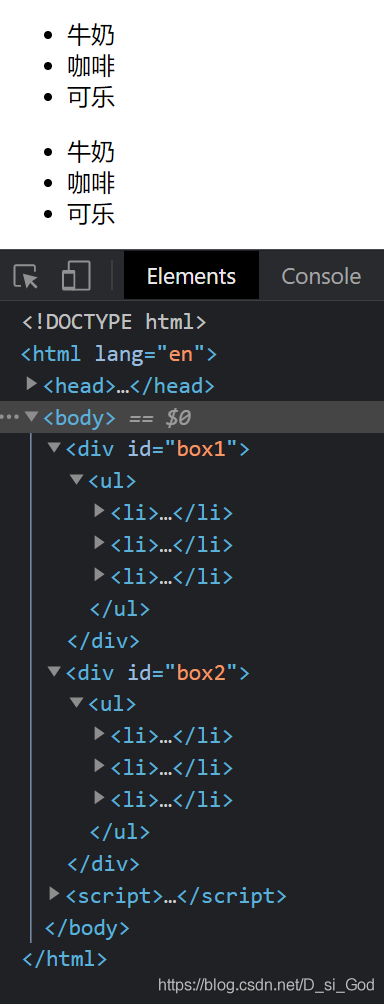 牛奶
咖啡
可乐
牛奶
咖啡
可乐
Elements Console
<!DOCTYPE html>
<html lang="en">
<head>…</head>
<body> == $0
<div id="box1">
<ul>
<li>…</li>
<li>…</li>
<li>…</li>
</ul>
</div>
<div id="box2">
<ul>
<li>…</li>
<li>…</li>
<li>…</li>
</ul>
</div>
<script>…</script>
</body>
</html>
https://blog.csdn.net/D_si_God